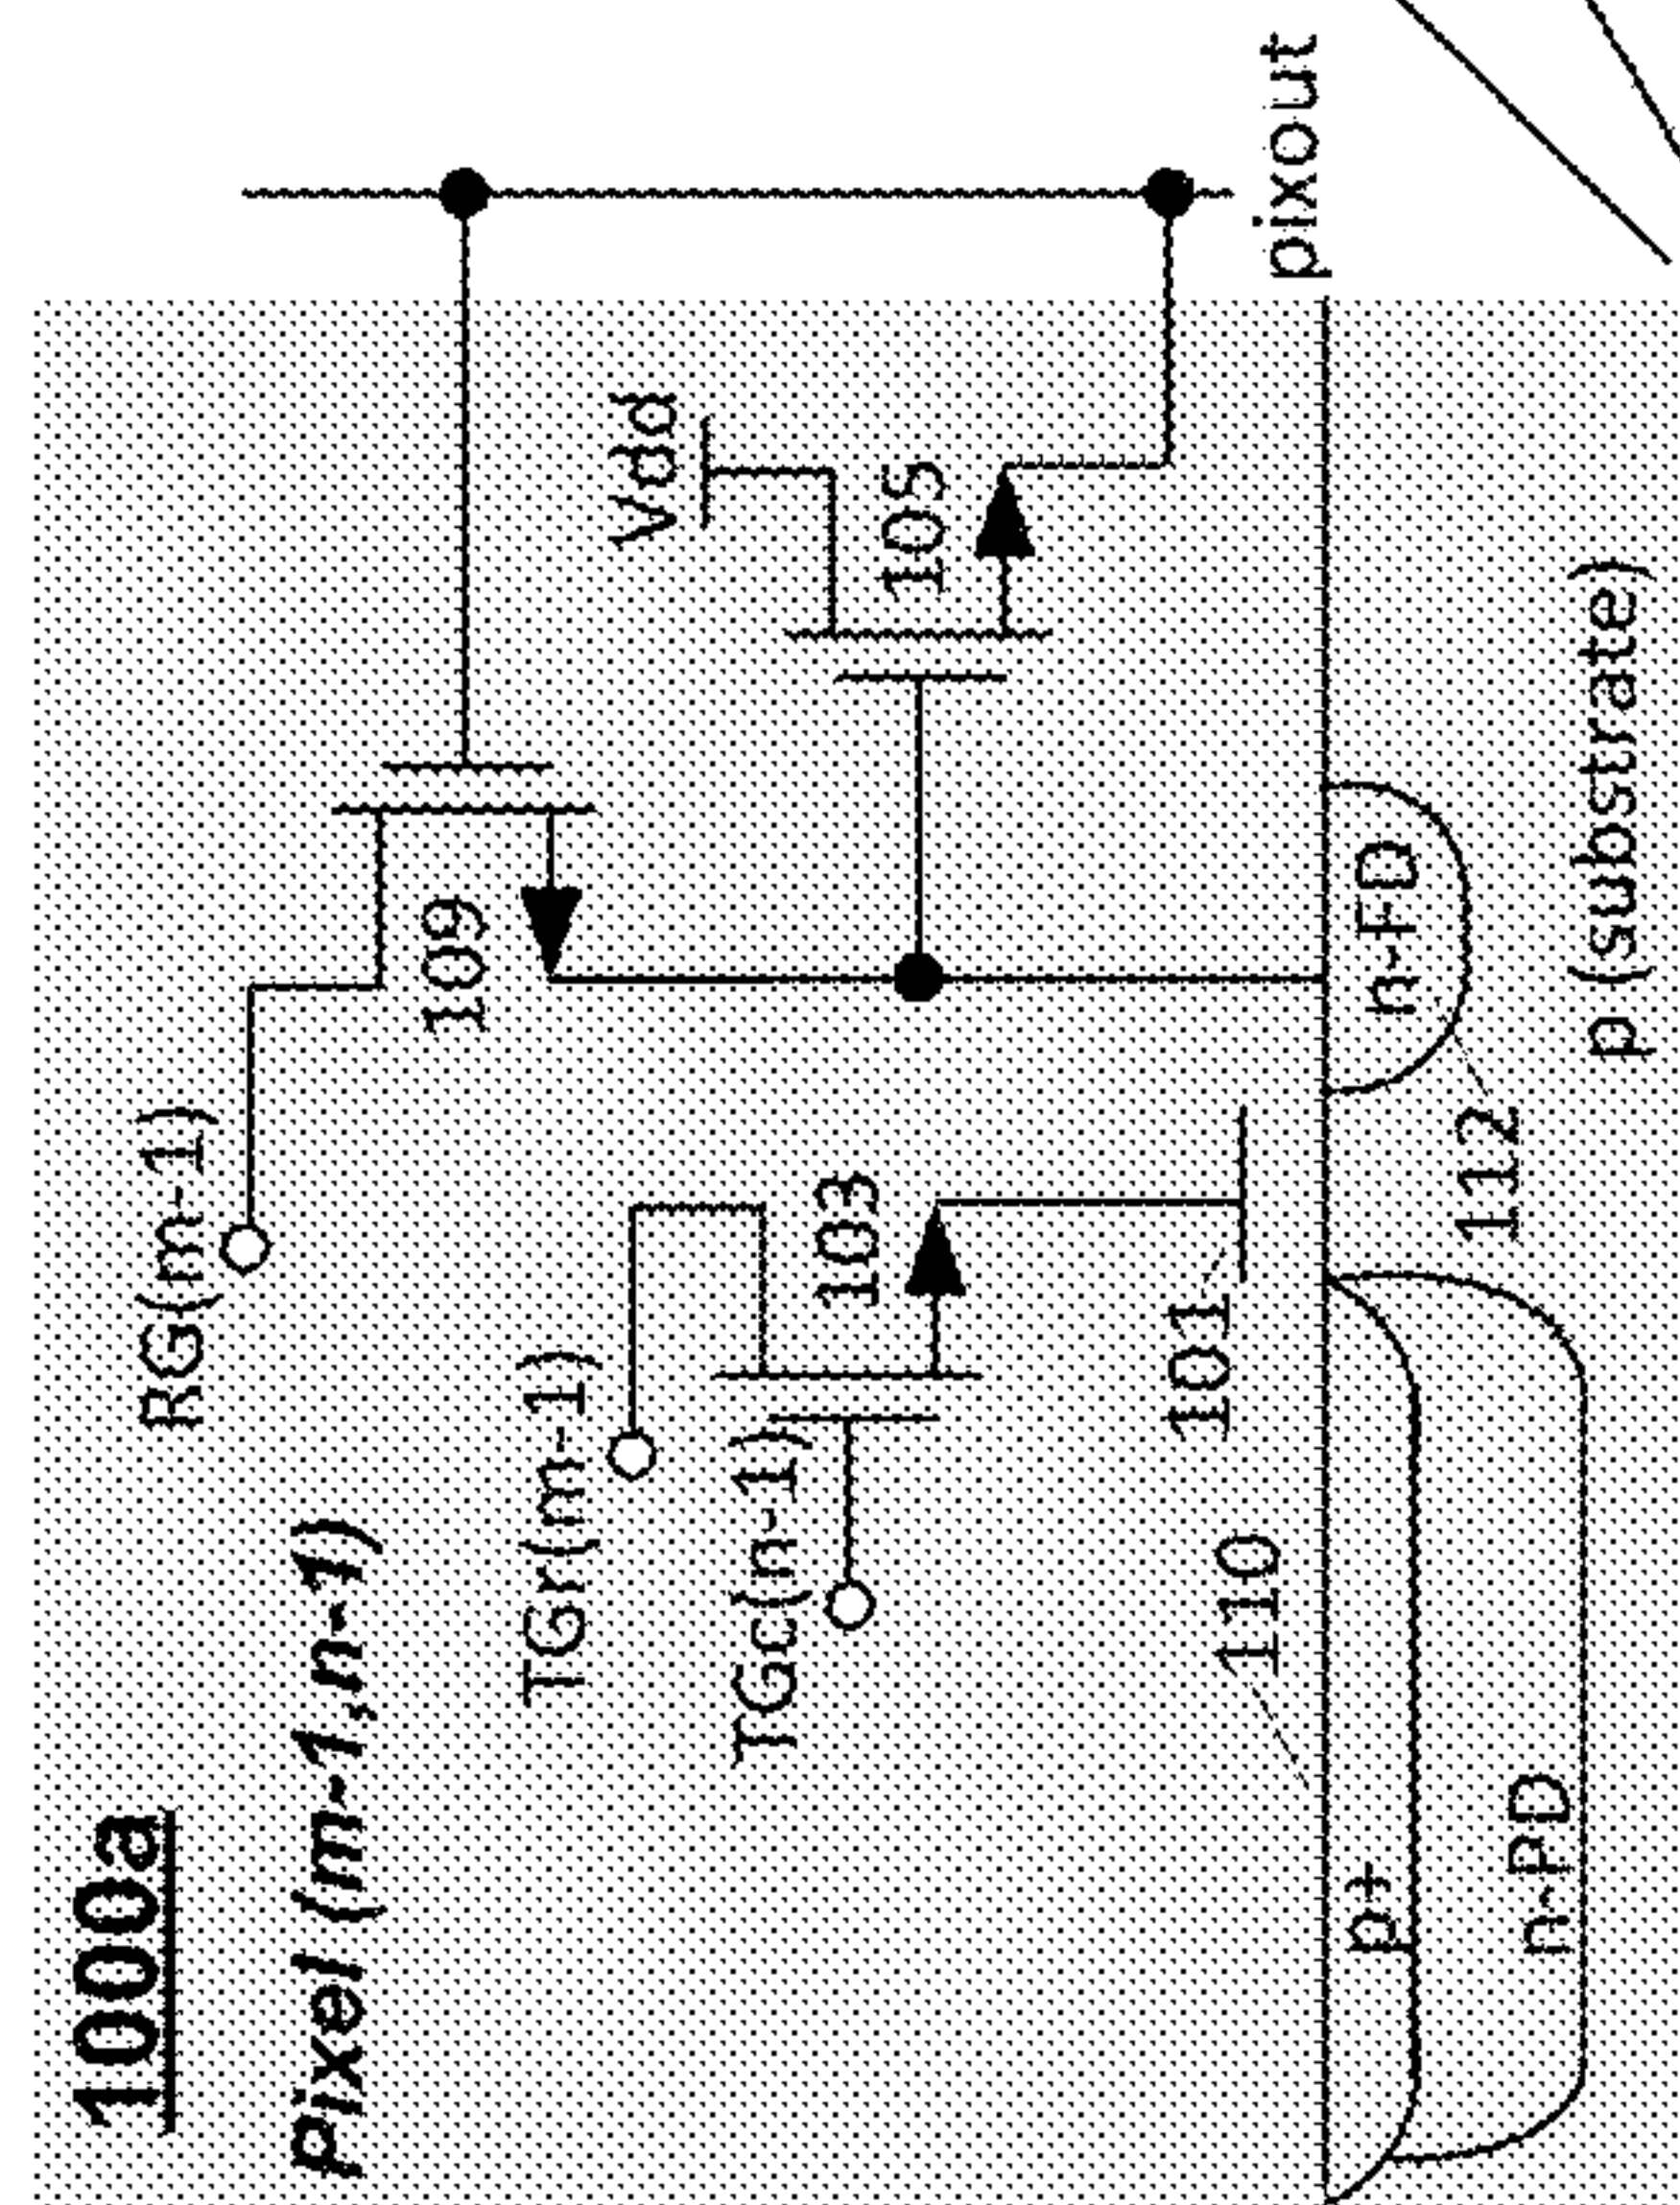 1000a
Pixel (m-1,n-1)
RG(m-1)
109
TGr(m-1)
Vdd
TGc(n-1)
103
105
110
101
pixout
p+
n-FD
n-PD
112
p (substrate)